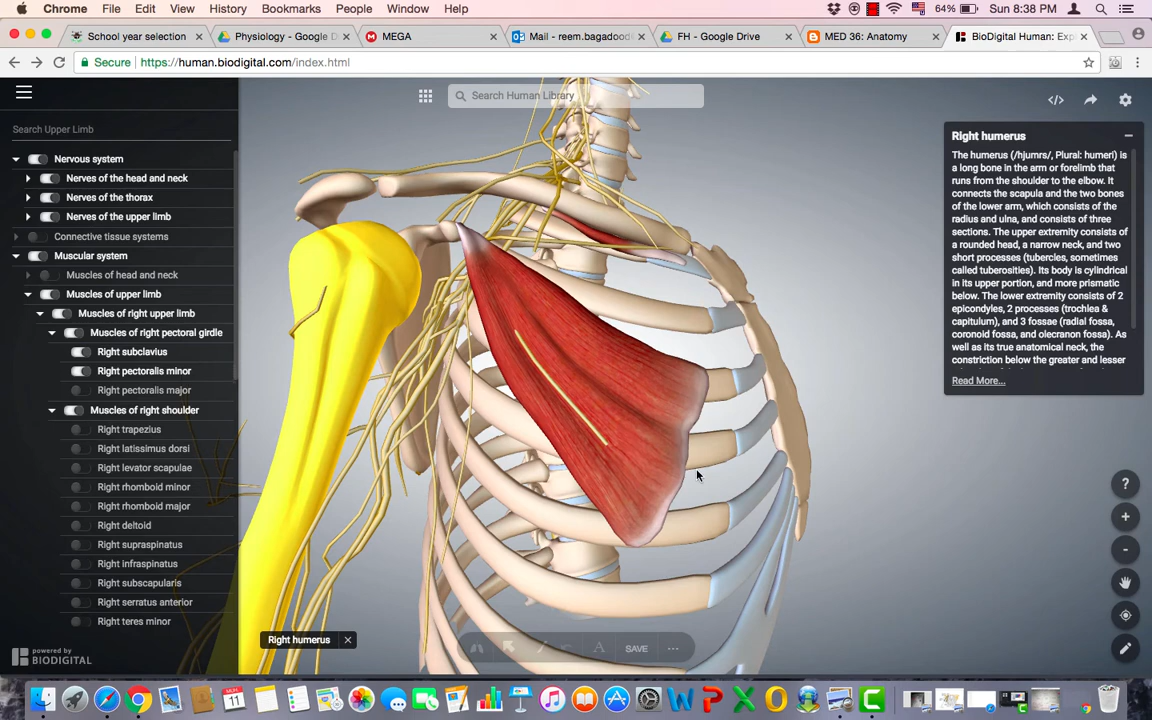 Chrome File Edit View History Bookmarks People Window Help
64% Sun 8:38 PM
School year selection
Physiology - Google D
MEGA
Mail - reem.bagadood
FH - Google Drive
MED 36: Anatomy
BioDigital Human: Exp
Secure https://human.biodigital.com/index.html
Search Human Library
Search Upper Limb
Nervous system
Nerves of the head and neck
Nerves of the thorax
Nerves of the upper limb
Connective tissue systems
Muscular system
Muscles of head and neck
Muscles of upper limb
Muscles of right upper limb
Muscles of right pectoral girdle
Right subclavius
Right pectoralis minor
Right pectoralis major
Muscles of right shoulder
Right trapezius
Right latissimus dorsi
Right levator scapulae
Right rhomboid minor
Right rhomboid major
Right deltoid
Right supraspinatus
Right infraspinatus
Right subscapularis
Right serratus anterior
Right teres minor
powered by
BIODIGITAL
Right humerus
The humerus (/hjumrs/, Plural: humeri) is
a long bone in the arm or forelimb that
runs from the shoulder to the elbow. It
connects the scapula and the two bones
of the lower arm, which consists of the
radius and ulna, and consists of three
sections. The upper extremity consists of
a rounded head, a narrow neck, and two
short processes (tubercles, sometimes
called tuberosities). Its body is cylindrical
in its upper portion, and more prismatic
below. The lower extremity consists of 2
epicondyles, 2 processes (trochlea &
capitulum), and 3 fossae (radial fossa,
coronoid fossa, and olecranon fossa). As
well as its true anatomical neck, the
constriction below the greater and lesser
Read More...
?
+
-
Right humerus ×
A SAVE ...